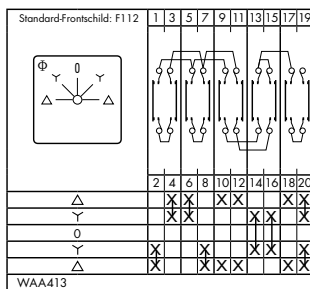 Standard-Frontschild: F112 1 3 5 7 9 11 13 15 17 19
0
2 4 6 8 10 12 14 16 18 20
X X X X X X
X X X X X
0
X X X X X
X X X X X X
WAA413